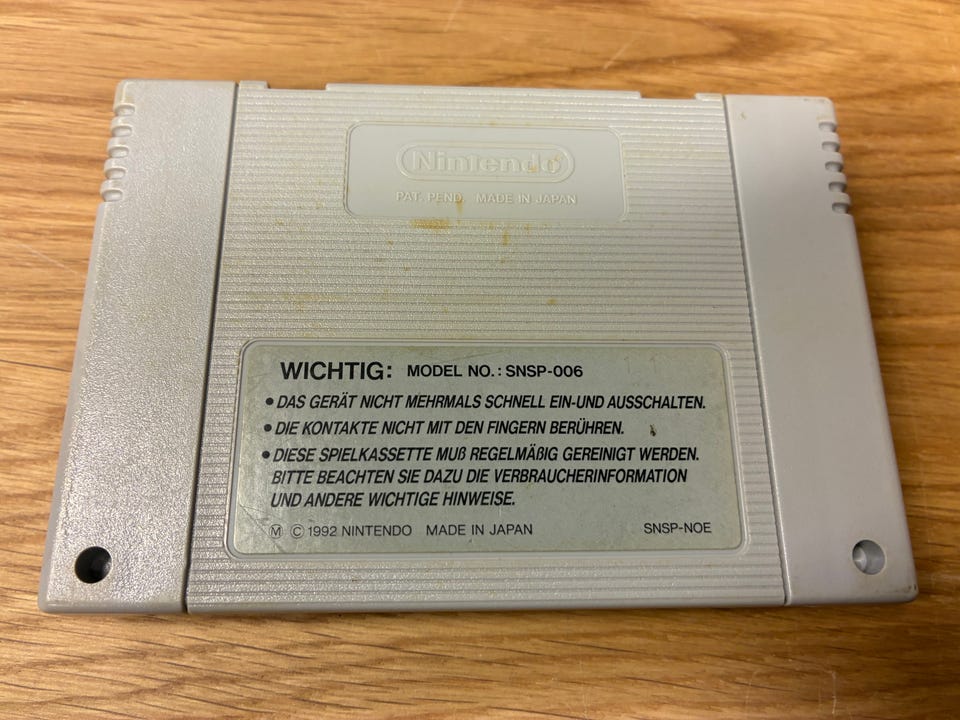 Nintendo
PAT. PEND. MADE IN JAPAN
WICHTIG: MODEL NO.: SNSP-006
• DAS GERÄT NICHT MEHRMALS SCHNELL EIN-UND AUSSCHALTEN.
• DIE KONTAKTE NICHT MIT DEN FINGERN BERÜHREN.
• DIESE SPIELKASSETTE MUß REGELMÄßIG GEREINIGT WERDEN.
BITTE BEACHTEN SIE DAZU DIE VERBRAUCHERINFORMATION
UND ANDERE WICHTIGE HINWEISE.
Ⓜ © 1992 NINTENDO MADE IN JAPAN SNSP-NOE